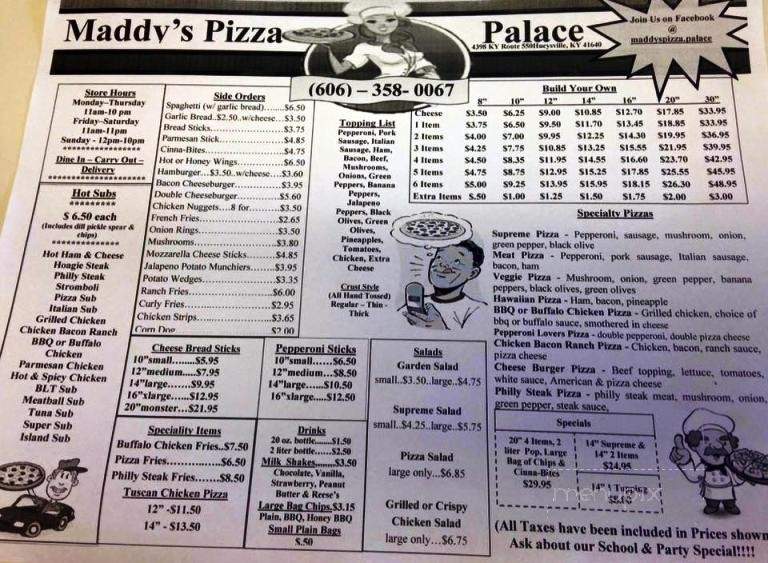 Maddy's Pizza Palace
4398 KY Route 550 Hueysville, KY 41640
(606) – 358- 0067
Join Us on Facebook
@
maddyspizza.palace
Store Hours
Monday–Thursday
11am-10 pm
Friday–Saturday
11am-11pm
Sunday - 12pm-10pm
Dine In – Carry Out –
Delivery
Hot Subs
$ 6.50 each
(Includes dill pickle spear &
chips)
Hot Ham & Cheese
Hoagie Steak
Philly Steak
Stromboli
Pizza Sub
Italian Sub
Grilled Chicken
Chicken Bacon Ranch
BBQ or Buffalo
Chicken
Parmesan Chicken
Hot & Spicy Chicken
BLT Sub
Meatball Sub
Tuna Sub
Super Sub
Island Sub
Side Orders
Spaghetti (w/ garlic bread)......$6.50
Garlic Bread..$2.50..w/cheese...$3.50
Bread Sticks......$3.75
Parmesan Stick......$4.85
Cinna-Bites......$4.75
Hot or Honey Wings......$6.50
Hamburger...$3.50..w/cheese....$3.60
Bacon Cheeseburger......$3.95
Double Cheeseburger......$5.60
Chicken Nuggets....8 for......$3.50
French Fries......$2.65
Onion Rings......$3.50
Mushrooms......$3.80
Mozzarella Cheese Sticks......$4.85
Jalapeno Potato Munchiers......$3.95
Potato Wedges......$3.35
Ranch Fries......$6.00
Curly Fries......$2.95
Chicken Strips......$3.65
Corn Dog......$2.00
Topping List
Pepperoni, Pork
Sausage, Italian
Sausage, Ham,
Bacon, Beef,
Mushrooms,
Onions, Green
Peppers, Banana
Peppers,
Jalapeno
Peppers, Black
Olives, Green
Olives,
Pineapples,
Tomatoes,
Chicken, Extra
Cheese
Crust Style
(All Hand Tossed)
Regular – Thin -
Thick
Build Your Own
8" 10" 12" 14" 16" 20" 30"
Cheese $3.50 $6.25 $9.00 $10.85 $12.70 $17.85 $33.95
1 Item $3.75 $6.50 $9.50 $11.70 $13.45 $18.85 $33.95
2 Items $4.00 $7.00 $9.95 $12.25 $14.30 $19.95 $36.95
3 Items $4.25 $7.75 $10.85 $13.25 $15.55 $21.95 $39.95
4 Items $4.50 $8.35 $11.95 $14.55 $16.60 $23.70 $42.95
5 Items $4.75 $8.75 $12.95 $15.25 $17.85 $25.55 $45.95
6 Items $5.00 $9.25 $13.95 $15.95 $18.15 $26.30 $48.95
Extra Items $.50 $1.00 $1.25 $1.50 $1.75 $2.00 $3.00
Specialty Pizzas
Supreme Pizza - Pepperoni, sausage, mushroom, onion,
green pepper, black olive
Meat Pizza - Pepperoni, pork sausage, Italian sausage,
bacon, ham
Veggie Pizza - Mushroom, onion, green pepper, banana
peppers, black olives, green olives
Hawaiian Pizza - Ham, bacon, pineapple
BBQ or Buffalo Chicken Pizza - Grilled chicken, choice of
bbq or buffalo sauce, smothered in cheese
Pepperoni Lovers Pizza - double pepperoni, double pizza cheese
Chicken Bacon Ranch Pizza - Chicken, bacon, ranch sauce,
pizza cheese
Cheese Burger Pizza - Beef topping, lettuce, tomatoes,
white sauce, American & pizza cheese
Philly Steak Pizza - philly steak meat, mushroom, onion,
green pepper, steak sauce,
Cheese Bread Sticks
10"small......$5.95
12"medium.....$7.95
14"large......$9.95
16"xlarge.....$12.95
20"monster...$21.95
Pepperoni Sticks
10"small......$6.50
12"medium...$8.50
14"large......$10.50
16"xlarge.....$12.50
Speciality Items
Buffalo Chicken Fries..$7.50
Pizza Fries......$6.50
Philly Steak Fries......$8.50
Tuscan Chicken Pizza
12" -$11.50
14" - $13.50
Drinks
20 oz. bottle......$1.50
2 liter bottle......$2.50
Milk Shakes......$3.50
Chocolate, Vanilla,
Strawberry, Peanut
Butter & Reese's
Large Bag Chips.$3.15
Plain, BBQ, Honey BBQ
Small Plain Bags
$.50
Salads
Garden Salad
small..$3.50..large..$4.75
Supreme Salad
small..$4.25..large..$5.75
Pizza Salad
large only...$6.85
Grilled or Crispy
Chicken Salad
large only...$6.75
Specials
20" 4 Items, 2
liter Pop, Large
Bag of Chips &
Cinna-Bites
$29.95
14" Supreme &
14" 2 Items
$24.95
14" 1 Topping
menupix
(All Taxes have been included in Prices shown
Ask about our School & Party Special!!!!